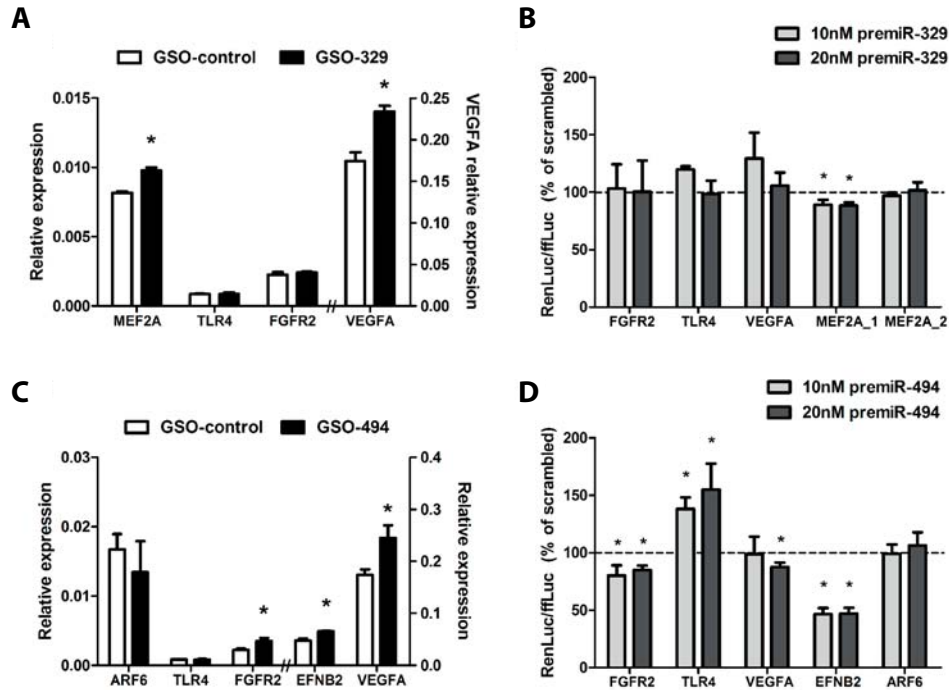 A
GSO-control GSO-329
Relative expression
0.015
0.010
0.005
0.000
VEGFA relative expression
0.25
0.20
0.15
0.10
0.05
0.00
*
*
MEF2A TLR4 FGFR2 // VEGFA
B
10nM premiR-329
20nM premiR-329
RenLuc/ffLuc (% of scrambled)
200
150
100
50
0
* *
FGFR2 TLR4 VEGFA MEF2A_1 MEF2A_2
C
GSO-control GSO-494
Relative expression
0.03
0.02
0.01
0.00
Relative expression
0.4
0.3
0.2
0.1
0.0
*
* *
ARF6 TLR4 FGFR2 // EFNB2 VEGFA
D
10nM premiR-494
20nM premiR-494
RenLuc/ffLuc (% of scrambled)
200
150
100
50
0
*
*
* * * * *
FGFR2 TLR4 VEGFA EFNB2 ARF6